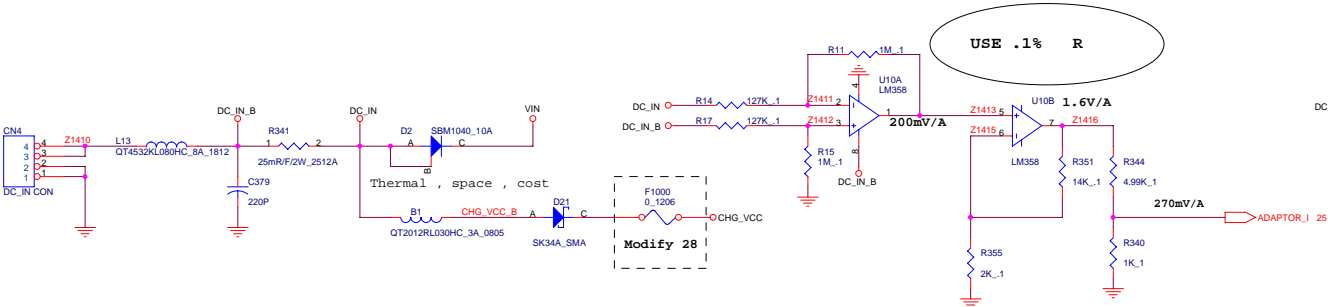 USE .1% R
DC
R11
1M_.1
U10A
LM358
4
DC_IN
R14
127K_.1
Z1411
2
DC_IN_B
R17
127K_.1
Z1412
3
1
200mV/A
8
R15
1M_.1
DC_IN_B
Z1413
5
U10B
1.6V/A
Z1415
6
7
Z1416
LM358
R351
14K_.1
R344
4.99K_1
270mV/A
ADAPTOR_I 25
R355
2K_.1
R340
1K_1
CN4
4
3
2
1
4
3
2
1
DC_IN CON
Z1410
L13
QT4532KL080HC_8A_1812
DC_IN_B
R341
1
2
25mR/F/2W_2512A
C379
220P
DC_IN
D2
SBM1040_10A
A
C
B
VIN
Thermal , space , cost
B1
QT2012RL030HC_3A_0805
CHG_VCC_B
D21
A
C
SK34A_SMA
F1000
0_1206
CHG_VCC
Modify 28